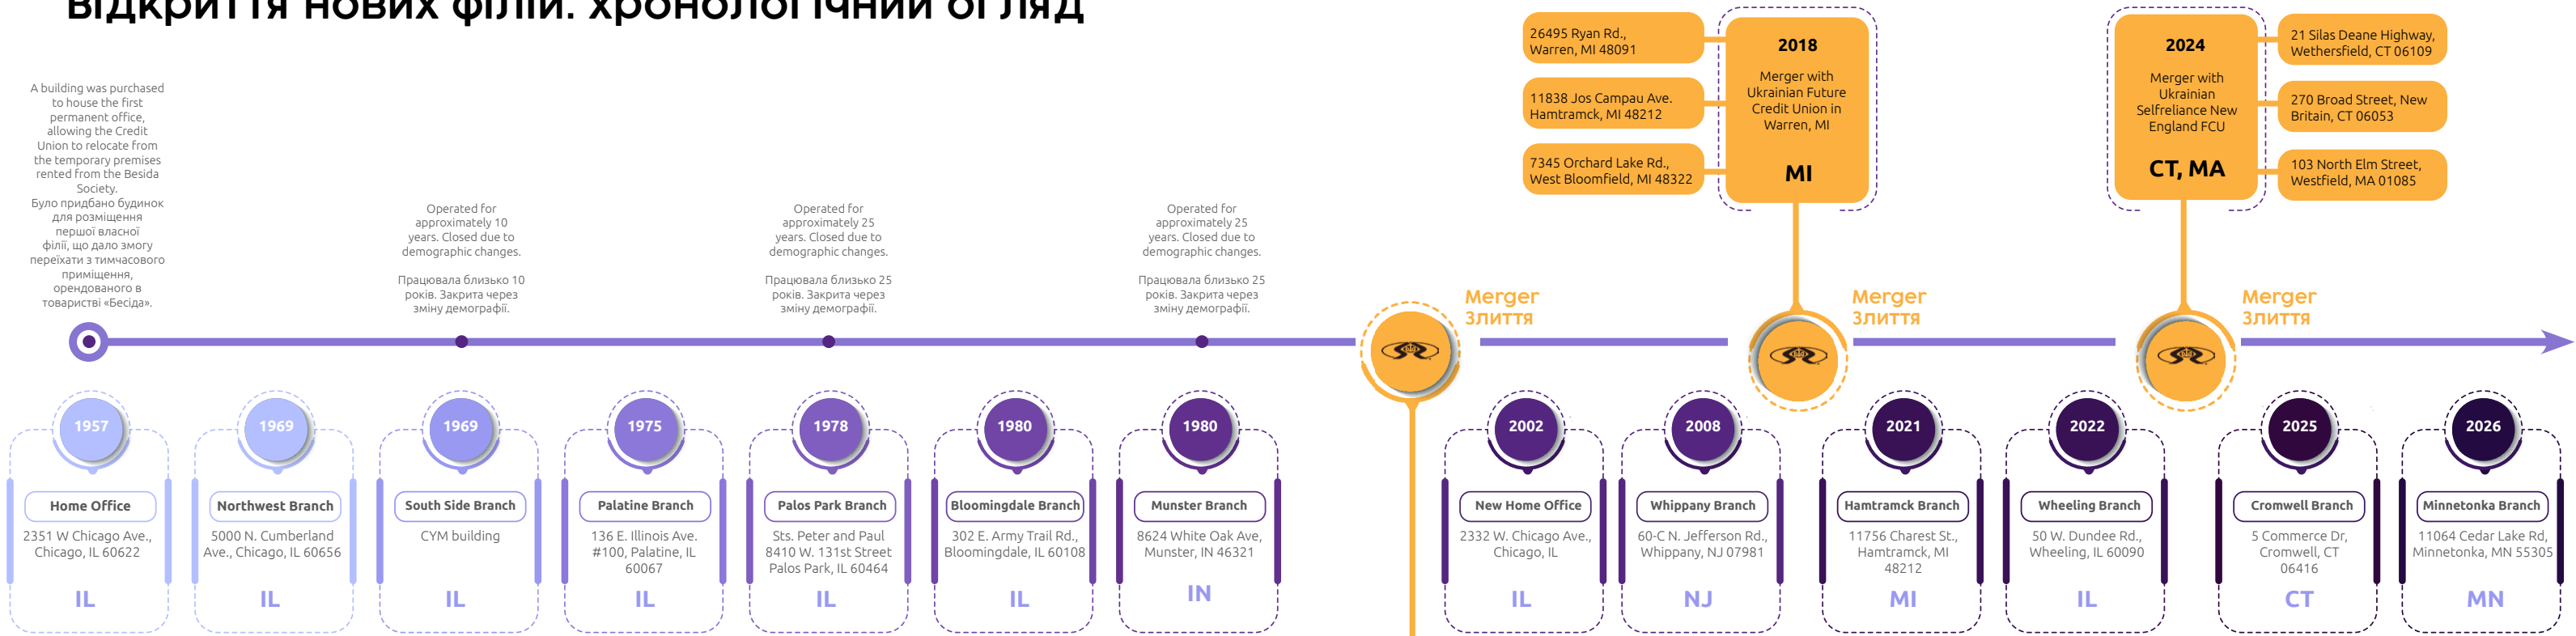 Відкриття нових філій: хронологічний огляд
A building was purchased
to house the first
permanent office,
allowing the Credit
Union to relocate from
the temporary premises
rented from the Besida
Society.
Було придбано будинок
для розміщення
першої власної
філії, що дало змогу
переїхати з тимчасового
приміщення,
орендованого в
товаристві «Бесіда».
Operated for
approximately 10
years. Closed due to
demographic changes.
Працювала близько 10
років. Закрита через
зміну демографії.
Operated for
approximately 25
years. Closed due to
demographic changes.
Працювала близько 25
років. Закрита через
зміну демографії.
Operated for
approximately 25
years. Closed due to
demographic changes.
Працювала близько 25
років. Закрита через
зміну демографії.
26495 Ryan Rd.,
Warren, MI 48091
11838 Jos Campau Ave.
Hamtramck, MI 48212
7345 Orchard Lake Rd.,
West Bloomfield, MI 48322
2018
Merger with
Ukrainian Future
Credit Union in
Warren, MI
MI
2024
Merger with
Ukrainian
Selfreliance New
England FCU
CT, MA
21 Silas Deane Highway,
Wethersfield, CT 06109
270 Broad Street, New
Britain, CT 06053
103 North Elm Street,
Westfield, MA 01085
Merger
Злиття
Merger
Злиття
Merger
Злиття
1957
Home Office
2351 W Chicago Ave.,
Chicago, IL 60622
IL
1969
Northwest Branch
5000 N. Cumberland
Ave., Chicago, IL 60656
IL
1969
South Side Branch
CYM building
IL
1975
Palatine Branch
136 E. Illinois Ave.
#100, Palatine, IL
60067
IL
1978
Palos Park Branch
Sts. Peter and Paul
8410 W. 131st Street
Palos Park, IL 60464
IL
1980
Bloomingdale Branch
302 E. Army Trail Rd.,
Bloomingdale, IL 60108
IL
1980
Munster Branch
8624 White Oak Ave,
Munster, IN 46321
IN
2002
New Home Office
2332 W. Chicago Ave.,
Chicago, IL
IL
2008
Whippany Branch
60-C N. Jefferson Rd.,
Whippany, NJ 07981
NJ
2021
Hamtramck Branch
11756 Charest St.,
Hamtramck, MI
48212
MI
2022
Wheeling Branch
50 W. Dundee Rd.,
Wheeling, IL 60090
IL
2025
Cromwell Branch
5 Commerce Dr,
Cromwell, CT
06416
CT
2026
Minnetonka Branch
11064 Cedar Lake Rd,
Minnetonka, MN 55305
MN